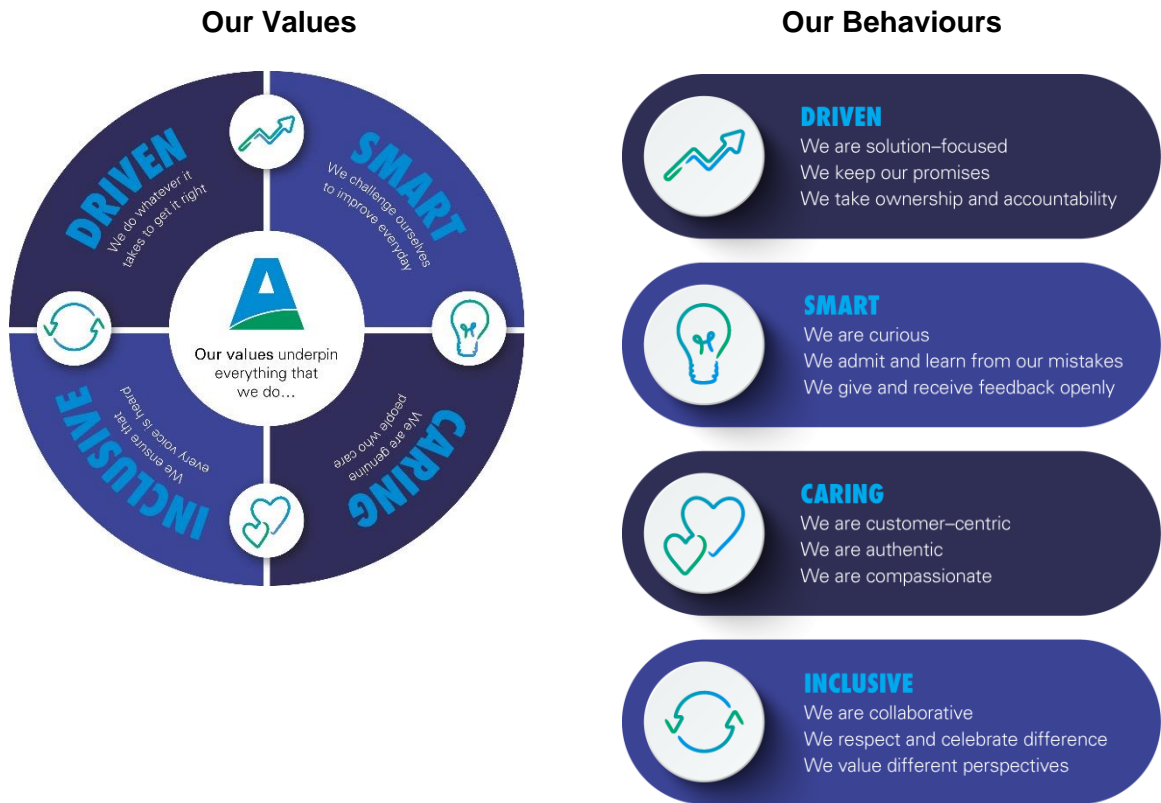 Our Values
DRIVEN
We do whatever it
takes to get it right
SMART
We challenge ourselves
to improve everyday
Our values underpin
everything that
we do...
INCLUSIVE
We ensure that
every voice is heard
CARING
We are genuine
people who care
Our Behaviours
DRIVEN
We are solution–focused
We keep our promises
We take ownership and accountability
SMART
We are curious
We admit and learn from our mistakes
We give and receive feedback openly
CARING
We are customer–centric
We are authentic
We are compassionate
INCLUSIVE
We are collaborative
We respect and celebrate difference
We value different perspectives